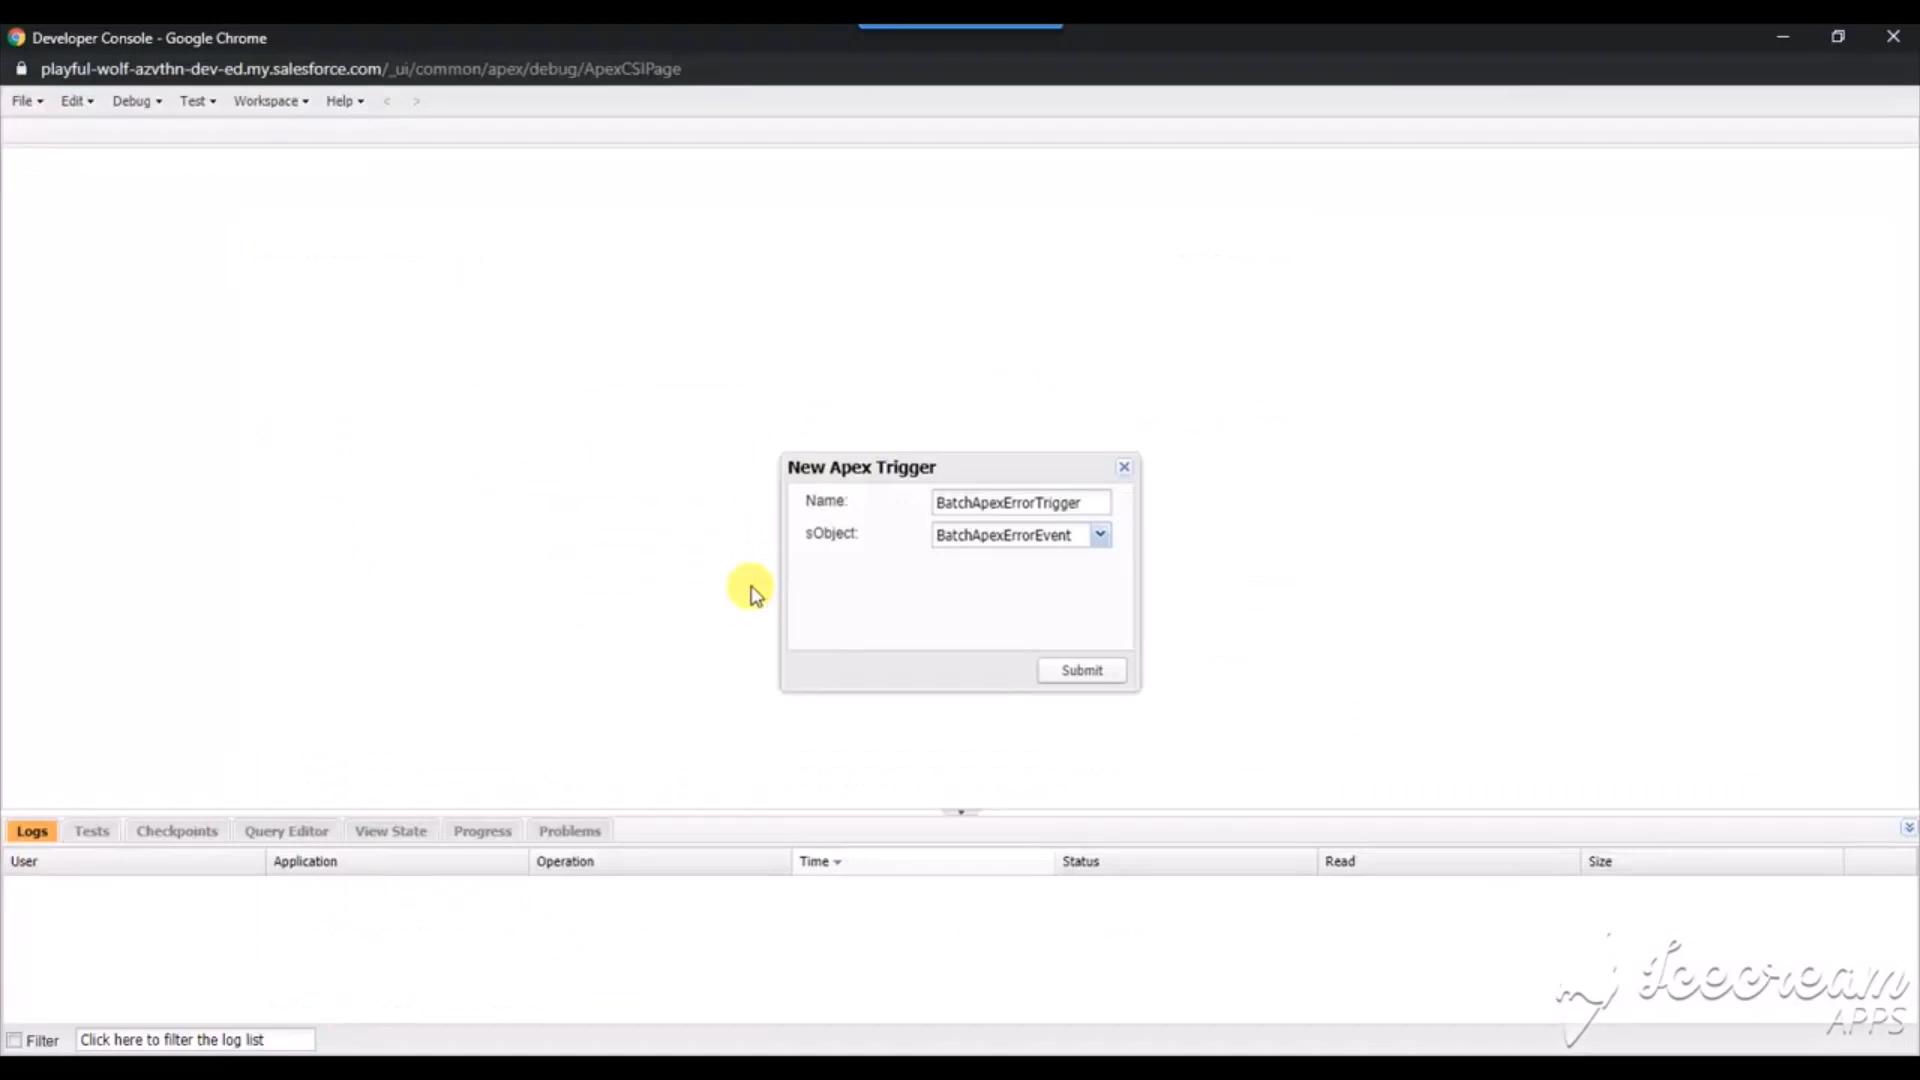 Developer Console - Google Chrome
playful-wolf-azvthn-dev-ed.my.salesforce.com/_ui/common/apex/debug/ApexCSIPage
File Edit Debug Test Workspace Help < >
New Apex Trigger
Name: BatchApexErrorTrigger
sObject: BatchApexErrorEvent
Submit
Logs Tests Checkpoints Query Editor View State Progress Problems
User Application Operation Time Status Read Size
Icecream
APPS
Filter Click here to filter the log list